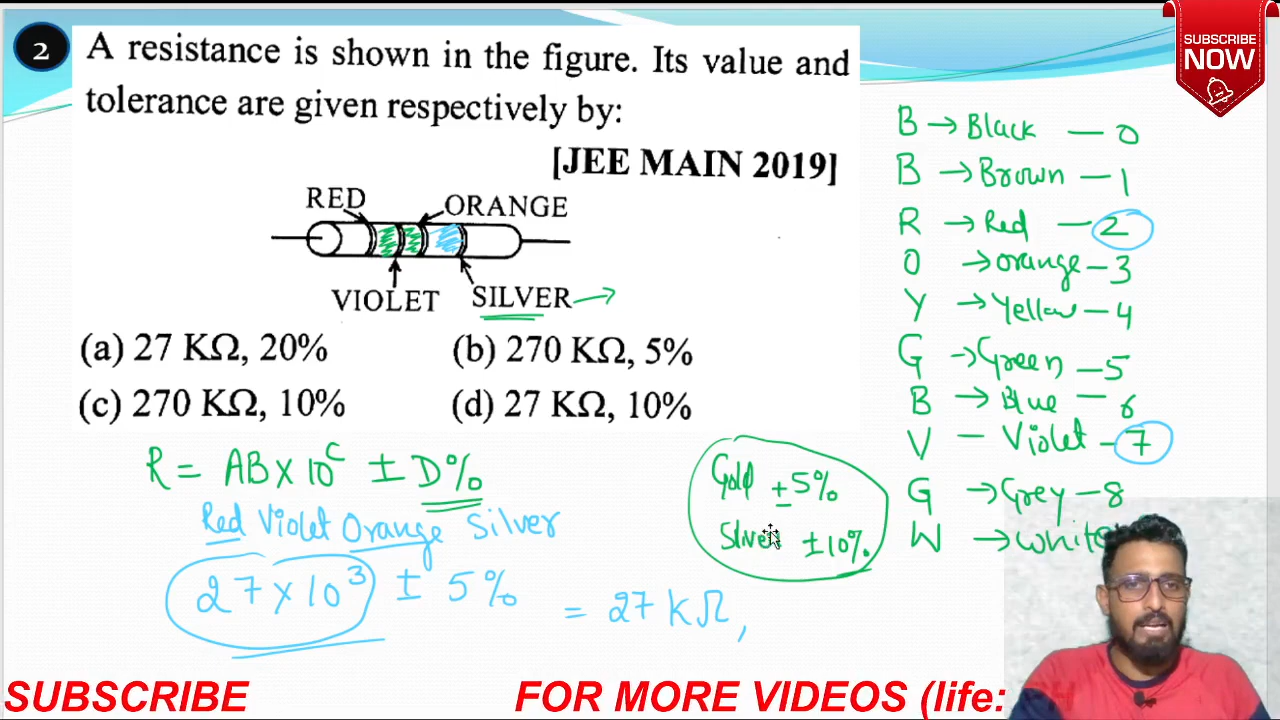 2
A resistance is shown in the figure. Its value and
tolerance are given respectively by:
[JEE MAIN 2019]
RED
ORANGE
VIOLET
SILVER
(a) 27 KΩ, 20%
(b) 270 KΩ, 5%
(c) 270 KΩ, 10%
(d) 27 KΩ, 10%
R = AB × 10^C ± D%
Red Violet Orange Silver
27 × 10³ ± 5% = 27 kΩ,
Gold ± 5%
Silver ± 10%
B → Black — 0
B → Brown — 1
R → Red — 2
O → orange — 3
Y → Yellow — 4
G → Green — 5
B → Blue — 6
V — Violet — 7
G → Grey — 8
W → White
SUBSCRIBE
NOW
SUBSCRIBE
FOR MORE VIDEOS (life: